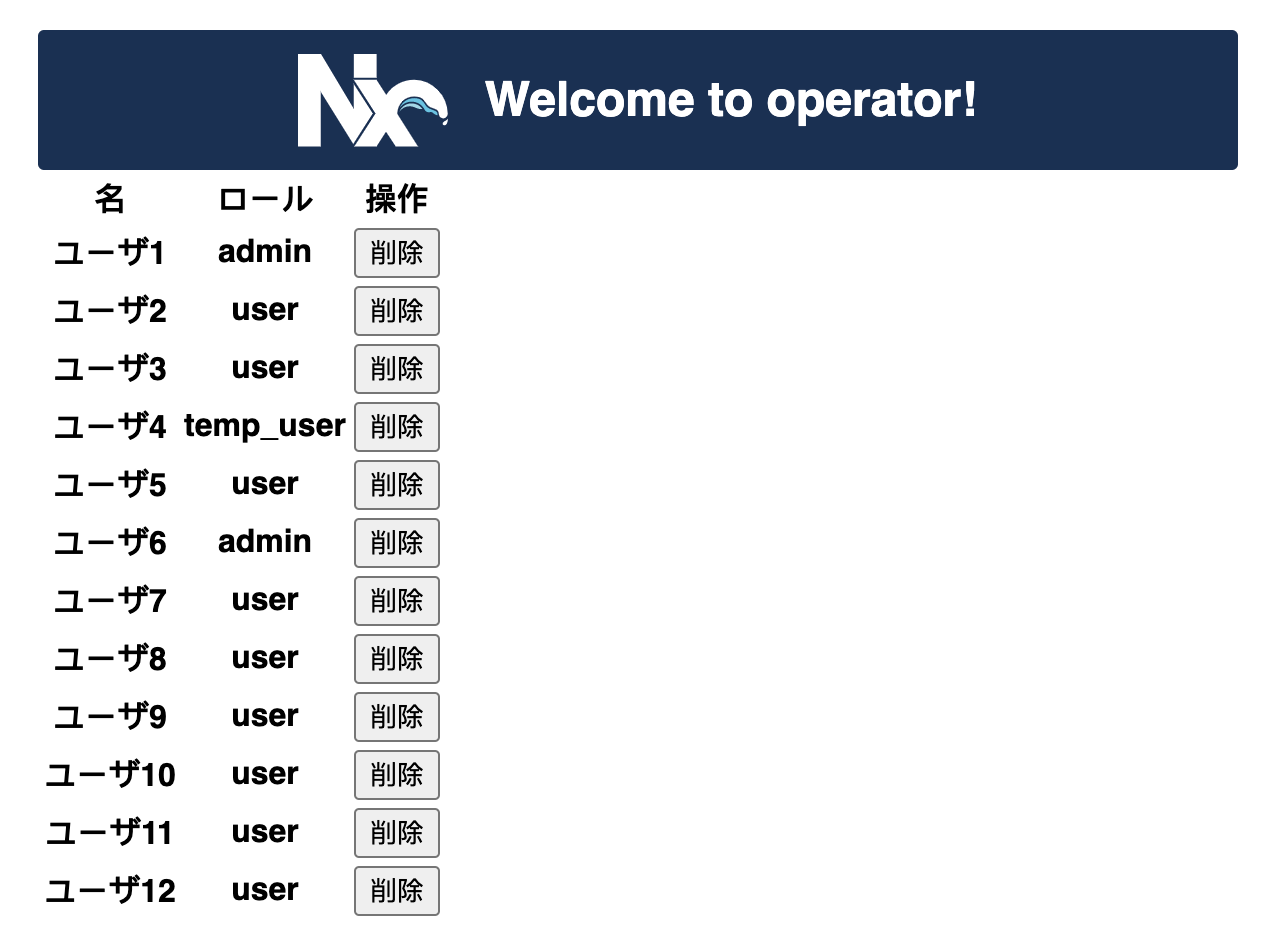 Nx Welcome to operator!
名 ロール 操作
ユーザ1 admin 削除
ユーザ2 user 削除
ユーザ3 user 削除
ユーザ4 temp_user 削除
ユーザ5 user 削除
ユーザ6 admin 削除
ユーザ7 user 削除
ユーザ8 user 削除
ユーザ9 user 削除
ユーザ10 user 削除
ユーザ11 user 削除
ユーザ12 user 削除